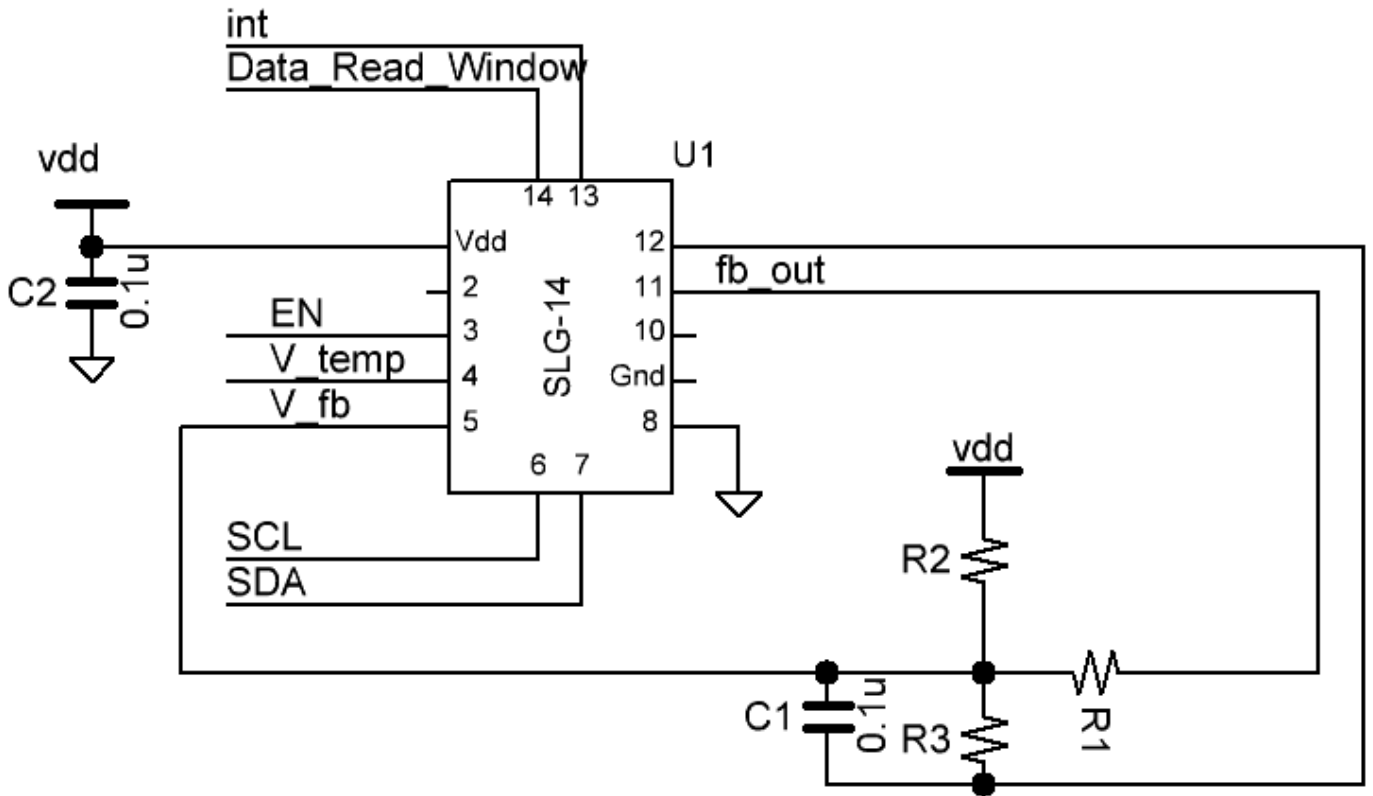 int
Data_Read_Window
vdd
U1
14 13
Vdd
12
C2
0.1u
2
SLG-14
11
fb_out
EN
3
10
V_temp
4
Gnd
V_fb
5
8
6 7
vdd
SCL
SDA
R2
C1
0.1u
R3
R1